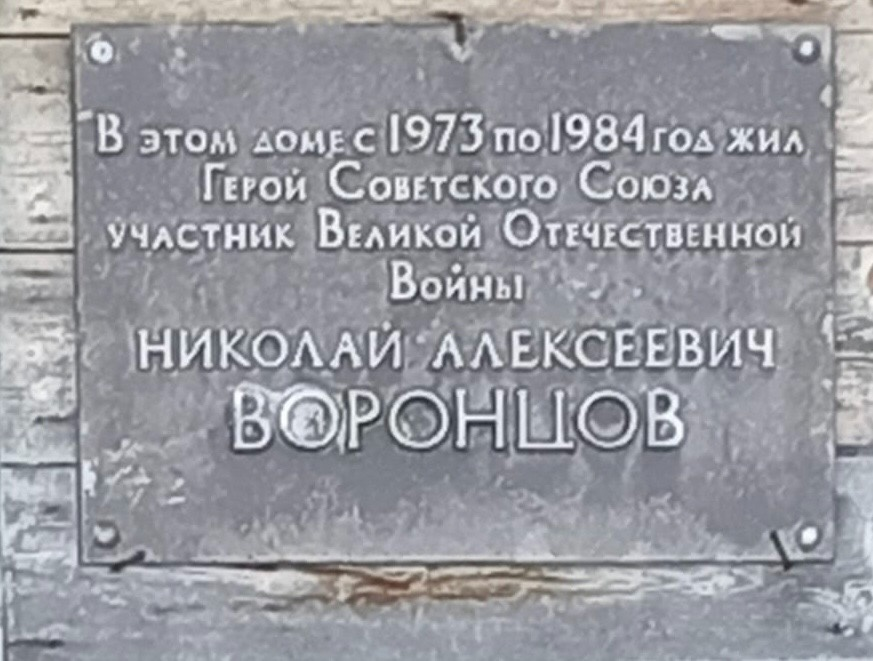 В этом доме с 1973 по 1984 год жил
Герой Советского Союза
участник Великой Отечественной
Войны
НИКОЛАЙ АЛЕКСЕЕВИЧ
ВОРОНЦОВ